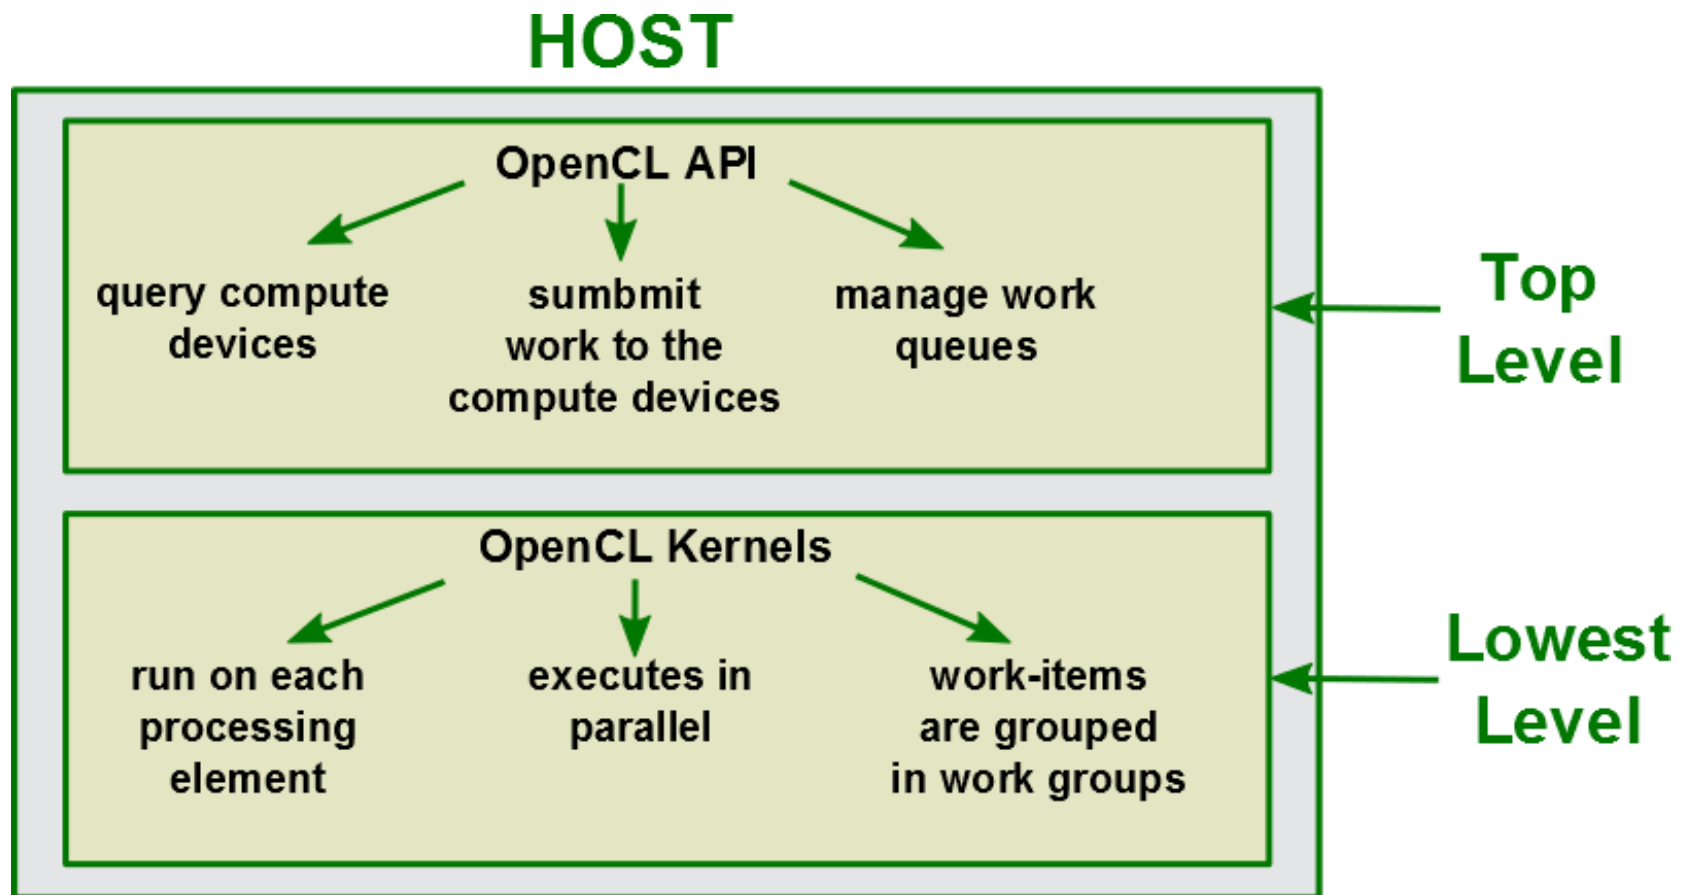 HOST
OpenCL API
query compute
devices
sumbmit
work to the
compute devices
manage work
queues
Top
Level
OpenCL Kernels
run on each
processing
element
executes in
parallel
work-items
are grouped
in work groups
Lowest
Level